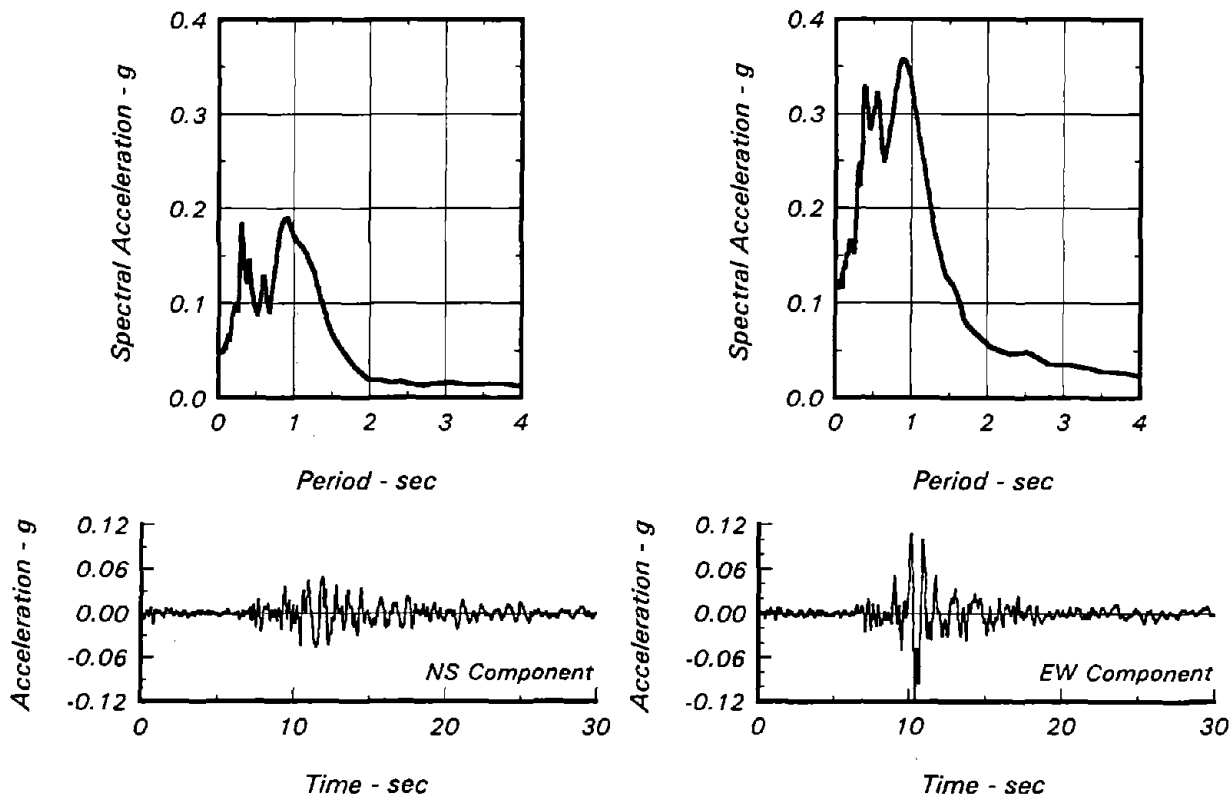 0.4
0.3
0.2
0.1
0.0
Spectral Acceleration - g
0 1 2 3 4
Period - sec
0.4
0.3
0.2
0.1
0.0
Spectral Acceleration - g
0 1 2 3 4
Period - sec
0.12
0.06
0.00
-0.06
-0.12
Acceleration - g
NS Component
0 10 20 30
Time - sec
0.12
0.06
0.00
-0.06
-0.12
Acceleration - g
EW Component
0 10 20 30
Time - sec